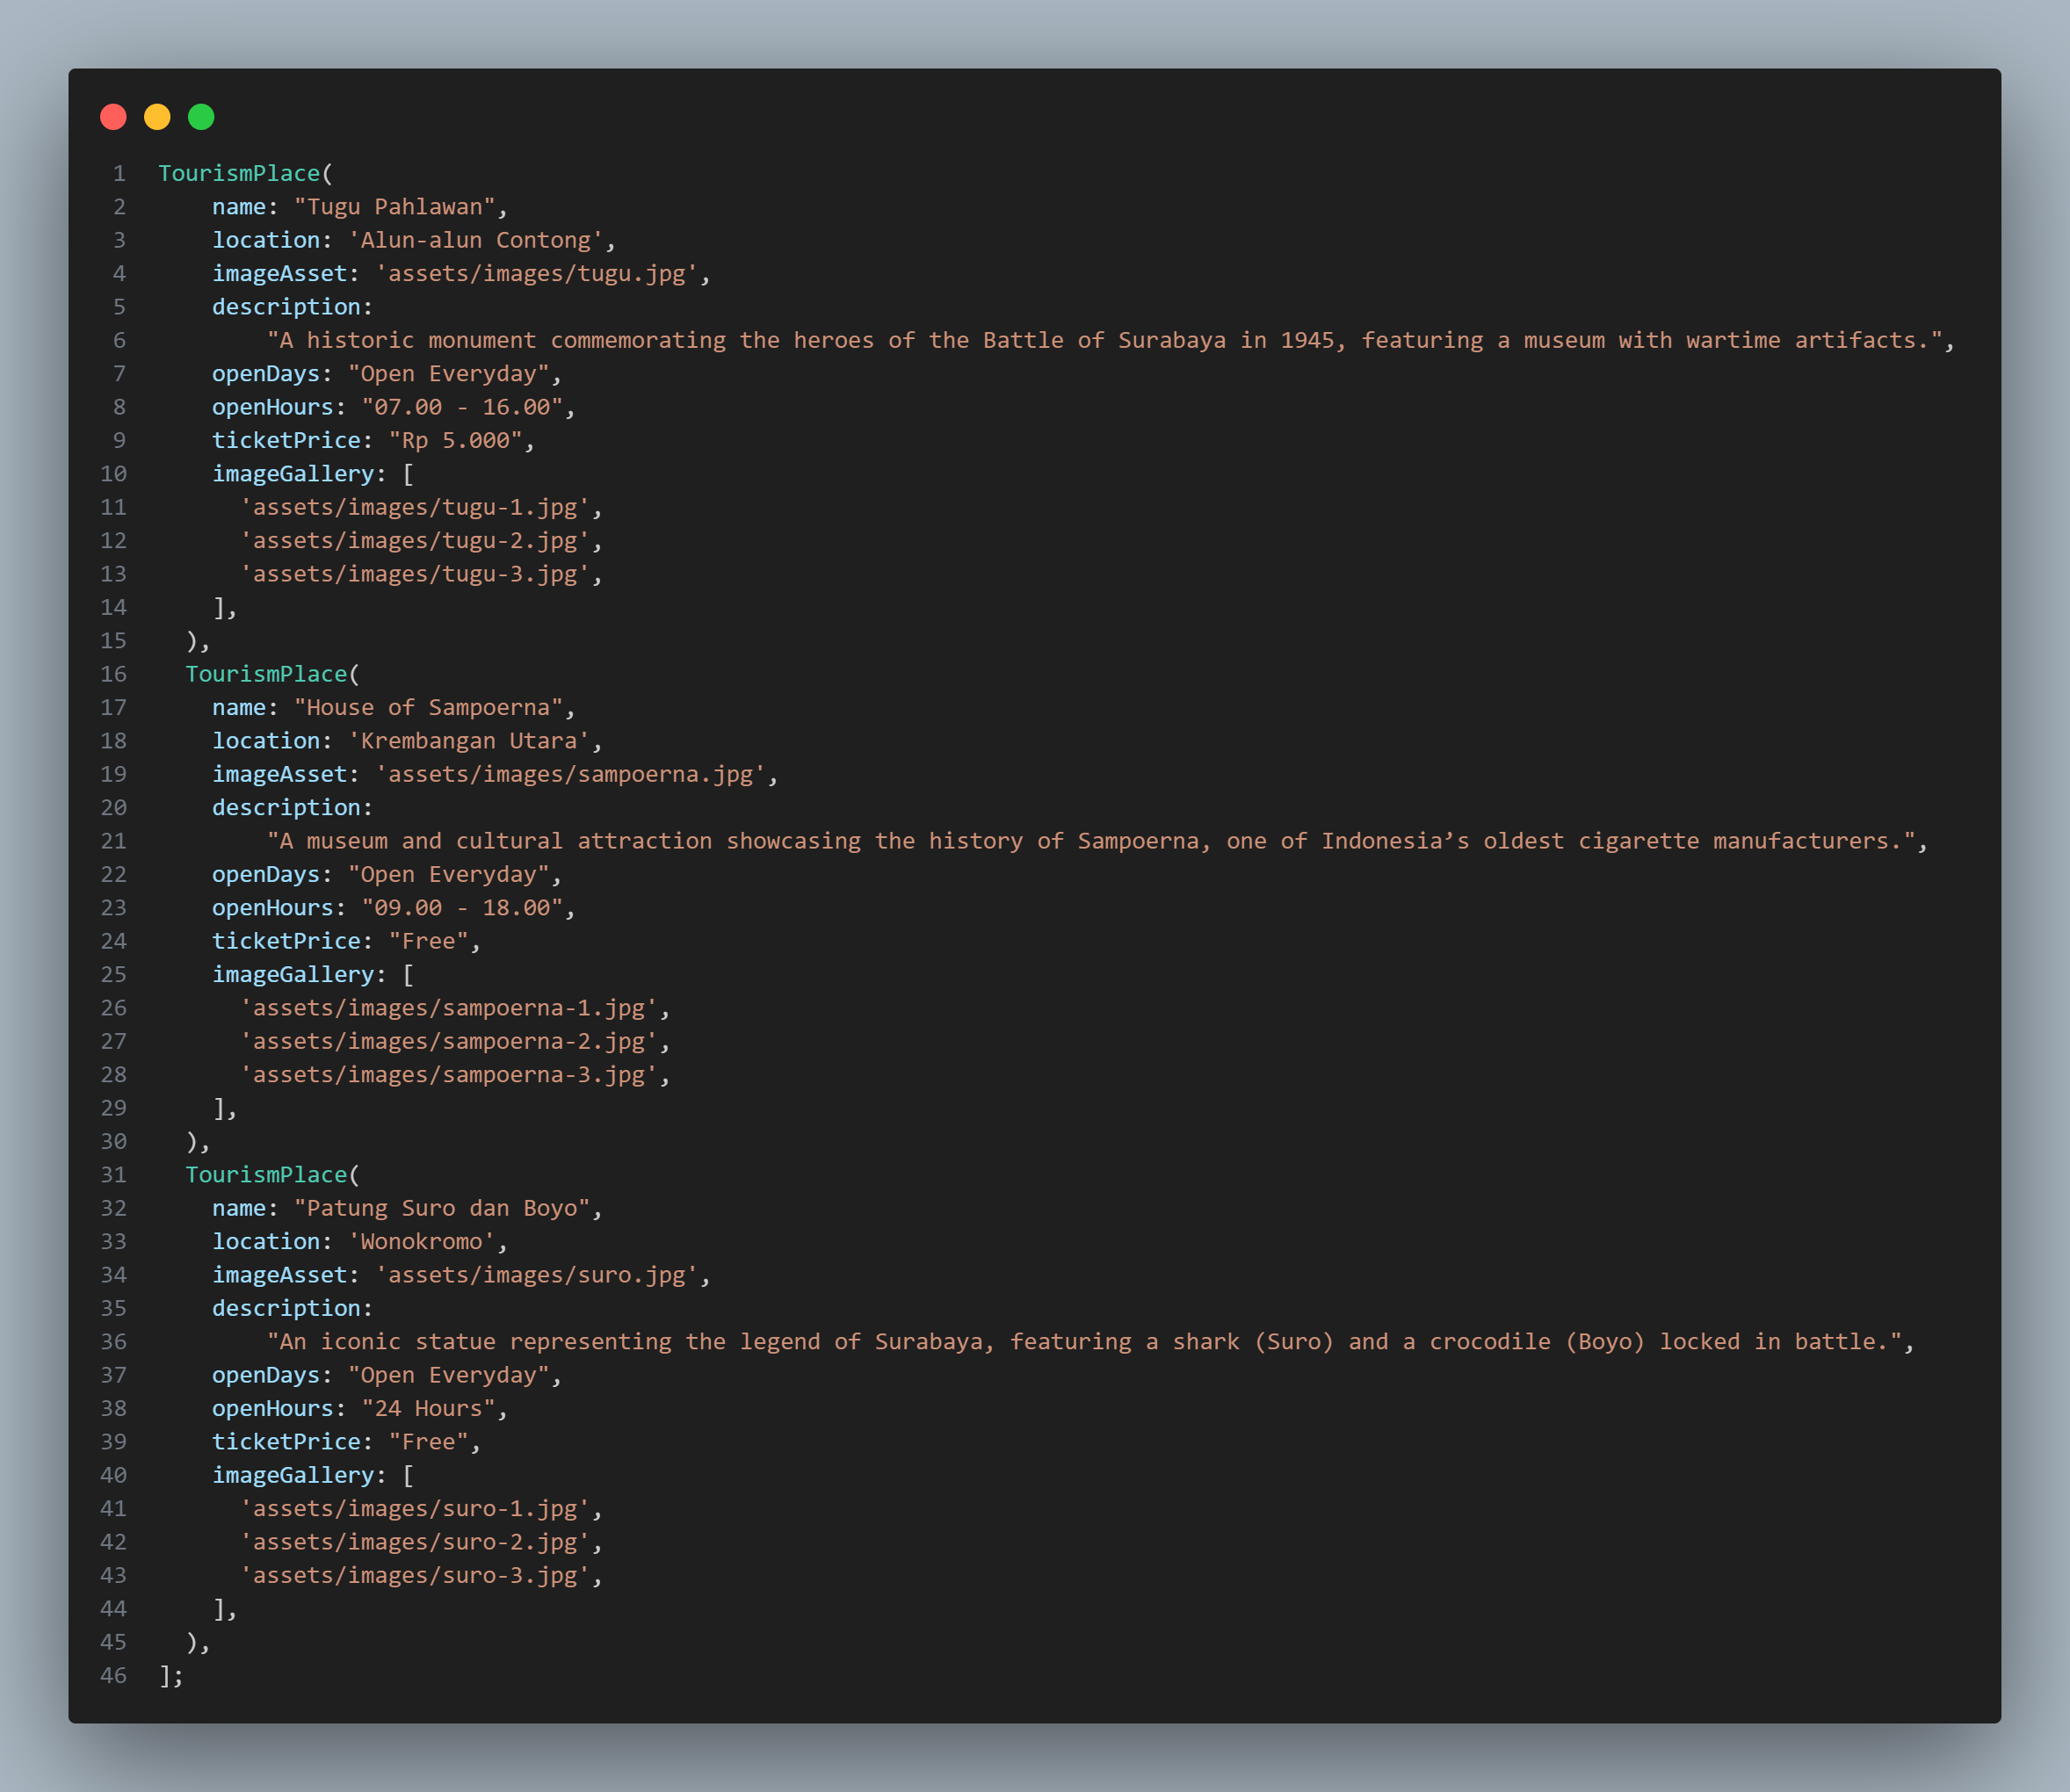 1 TourismPlace(
2 name: "Tugu Pahlawan",
3 location: 'Alun-alun Contong',
4 imageAsset: 'assets/images/tugu.jpg',
5 description:
6 "A historic monument commemorating the heroes of the Battle of Surabaya in 1945, featuring a museum with wartime artifacts.",
7 openDays: "Open Everyday",
8 openHours: "07.00 - 16.00",
9 ticketPrice: "Rp 5.000",
10 imageGallery: [
11 'assets/images/tugu-1.jpg',
12 'assets/images/tugu-2.jpg',
13 'assets/images/tugu-3.jpg',
14 ],
15 ),
16 TourismPlace(
17 name: "House of Sampoerna",
18 location: 'Krembangan Utara',
19 imageAsset: 'assets/images/sampoerna.jpg',
20 description:
21 "A museum and cultural attraction showcasing the history of Sampoerna, one of Indonesia’s oldest cigarette manufacturers.",
22 openDays: "Open Everyday",
23 openHours: "09.00 - 18.00",
24 ticketPrice: "Free",
25 imageGallery: [
26 'assets/images/sampoerna-1.jpg',
27 'assets/images/sampoerna-2.jpg',
28 'assets/images/sampoerna-3.jpg',
29 ],
30 ),
31 TourismPlace(
32 name: "Patung Suro dan Boyo",
33 location: 'Wonokromo',
34 imageAsset: 'assets/images/suro.jpg',
35 description:
36 "An iconic statue representing the legend of Surabaya, featuring a shark (Suro) and a crocodile (Boyo) locked in battle.",
37 openDays: "Open Everyday",
38 openHours: "24 Hours",
39 ticketPrice: "Free",
40 imageGallery: [
41 'assets/images/suro-1.jpg',
42 'assets/images/suro-2.jpg',
43 'assets/images/suro-3.jpg',
44 ],
45 ),
46 ];